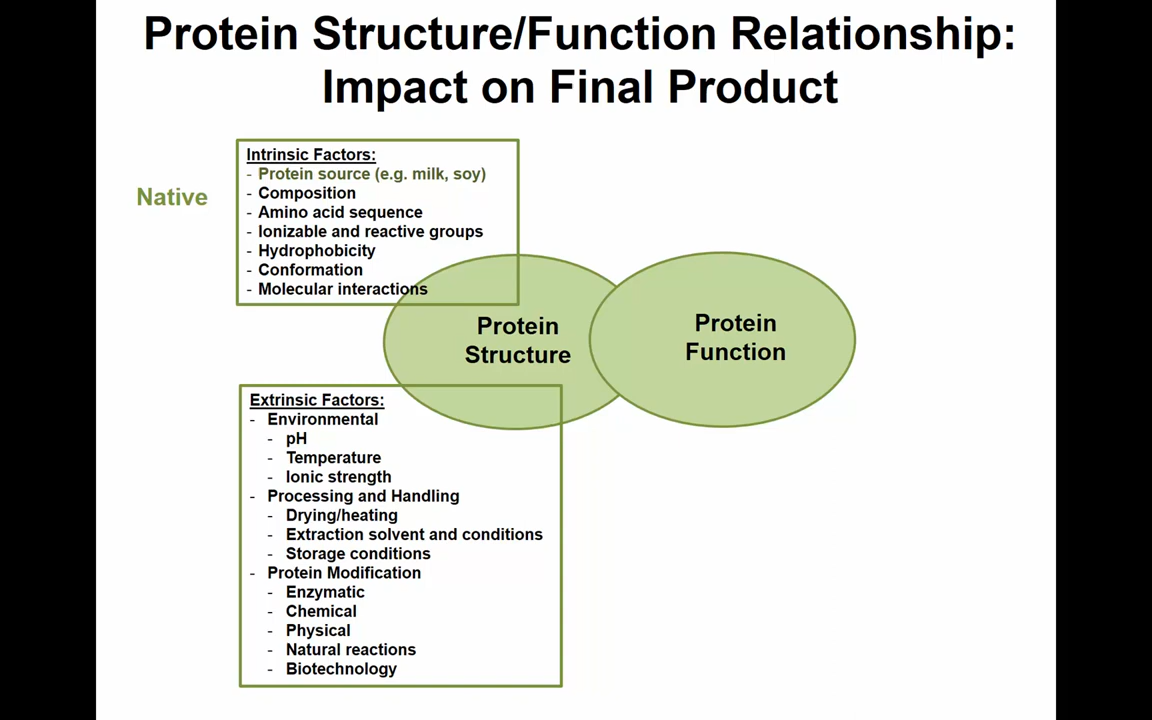 Protein Structure/Function Relationship:
Impact on Final Product
Native
Intrinsic Factors:
- Protein source (e.g. milk, soy)
- Composition
- Amino acid sequence
- Ionizable and reactive groups
- Hydrophobicity
- Conformation
- Molecular interactions
Protein
Structure
Protein
Function
Extrinsic Factors:
- Environmental
- pH
- Temperature
- Ionic strength
- Processing and Handling
- Drying/heating
- Extraction solvent and conditions
- Storage conditions
- Protein Modification
- Enzymatic
- Chemical
- Physical
- Natural reactions
- Biotechnology